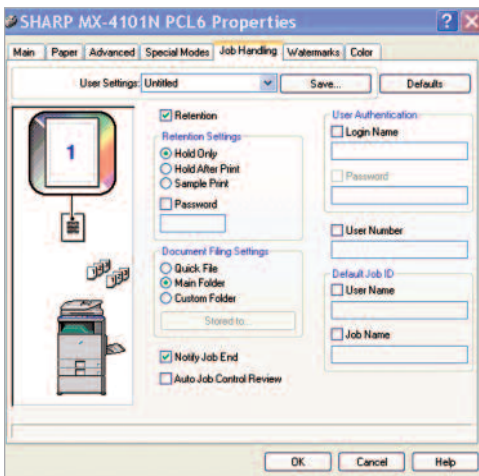 SHARP MX-4101N PCL6 Properties
Main Paper Advanced Special Modes Job Handling Watermarks Color
User Settings: Untitled Save... Defaults
1
Retention
Retention Settings
Hold Only
Hold After Print
Sample Print
Password
Document Filing Settings
Quick File
Main Folder
Custom Folder
Stored to...
Notify Job End
Auto Job Control Review
User Authentication
Login Name
Password
User Number
Default Job ID
User Name
Job Name
OK Cancel Help